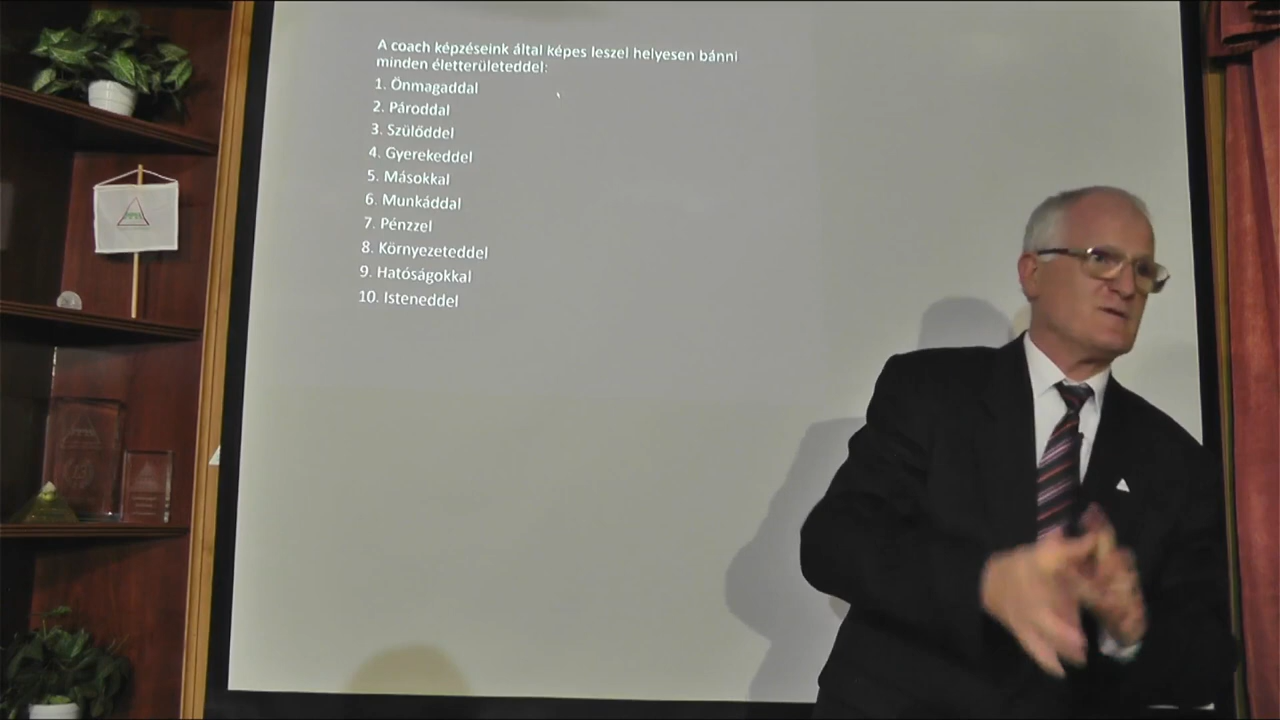 A coach képzéseink által képes leszel helyesen bánni
minden életterületeddel:
1. Önmagaddal
2. Pároddal
3. Szülőddel
4. Gyerekeddel
5. Másokkal
6. Munkáddal
7. Pénzzel
8. Környezeteddel
9. Hatóságokkal
10. Isteneddel